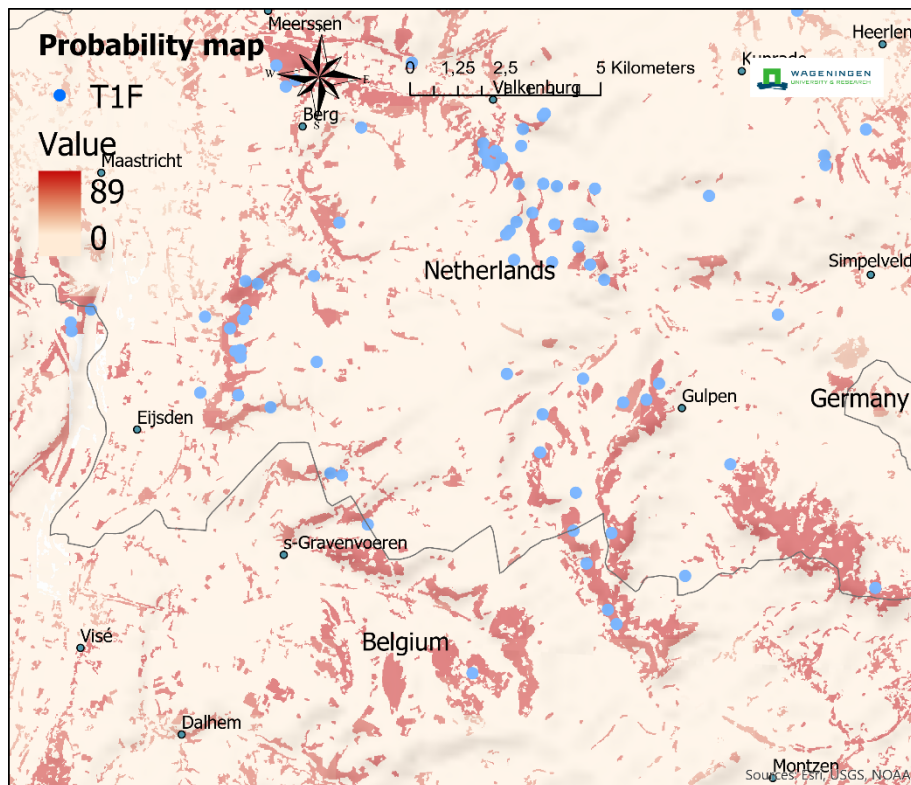 Meerssen
Heerlen
Probability map
Kunrade
W
E
S
0 1,25 2,5 5 Kilometers
WAGENINGEN
UNIVERSITY & RESEARCH
T1F
Valkenburg
Berg
Value
Maastricht
89
0
Netherlands
Simpelveld
Gulpen
Germany
Eijsden
s-Gravenvoeren
Visé
Belgium
Dalhem
Montzen
Sources: Esri, USGS, NOAA